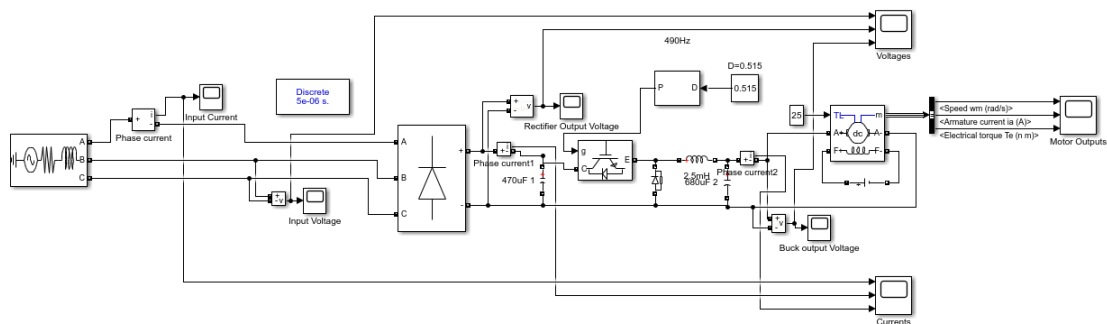 Voltages
490Hz
D=0.515
Discrete
5e-06 s.
P
D
0.515
i
+
-
Input Current
Phase current
+
-
v
Rectifier Output Voltage
25
TL
m
<Speed wm (rad/s)>
<Armature current ia (A)>
<Electrical torque Te (n m)>
Motor Outputs
A+
dc
A-
F+
F-
A
B
C
A
B
C
+
-
Phase current1
g
C
E
470uF 1
2.5mH
680uF 2
Phase current2
+
-
v
Input Voltage
+
-
v
Buck output Voltage
Currents